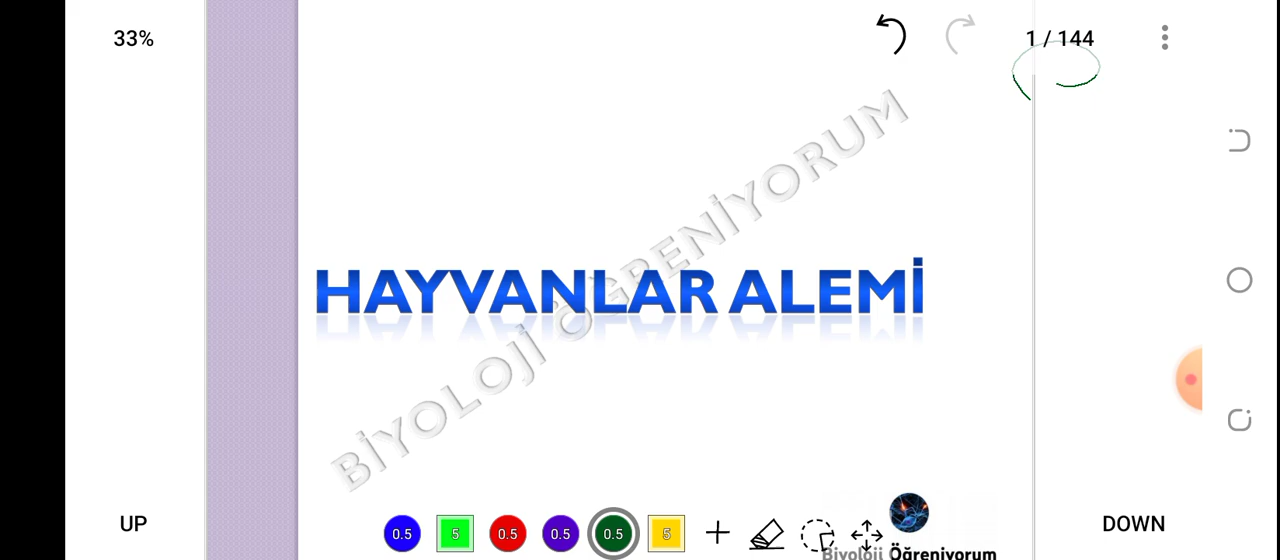 33%
1 / 144
BİYOLOJİ ÖĞRENİYORUM
HAYVANLAR ALEMİ
UP
0.5 5 0.5 0.5 0.5 5
DOWN
Biyoloji Öğreniyorum